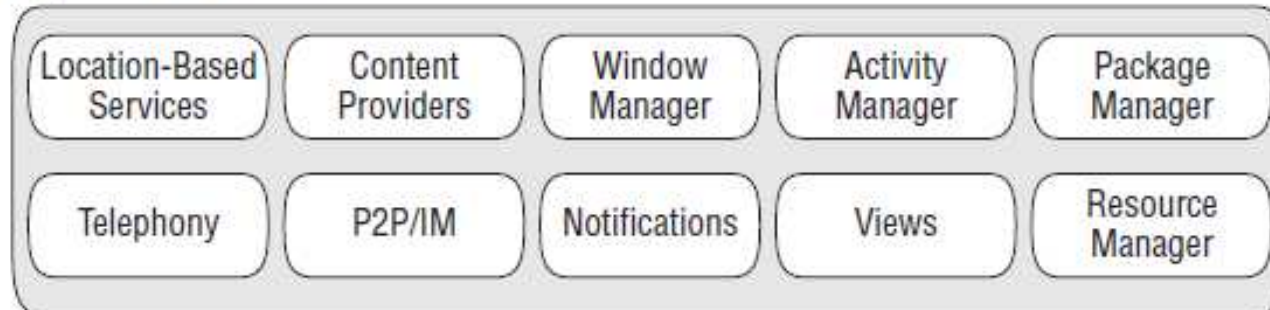 Location-Based
Services
Content
Providers
Window
Manager
Activity
Manager
Package
Manager
Telephony
P2P/IM
Notifications
Views
Resource
Manager